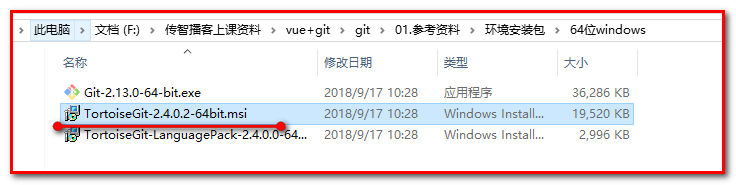 此电脑 > 文档 (F:) > 传智播客上课资料 > vue+git > git > 01.参考资料 > 环境安装包 > 64位windows
名称 修改日期 类型 大小
Git-2.13.0-64-bit.exe 2018/9/17 10:28 应用程序 36,286 KB
TortoiseGit-2.4.0.2-64bit.msi 2018/9/17 10:28 Windows Install... 19,520 KB
TortoiseGit-LanguagePack-2.4.0.0-64... 2018/9/17 10:28 Windows Install... 2,996 KB